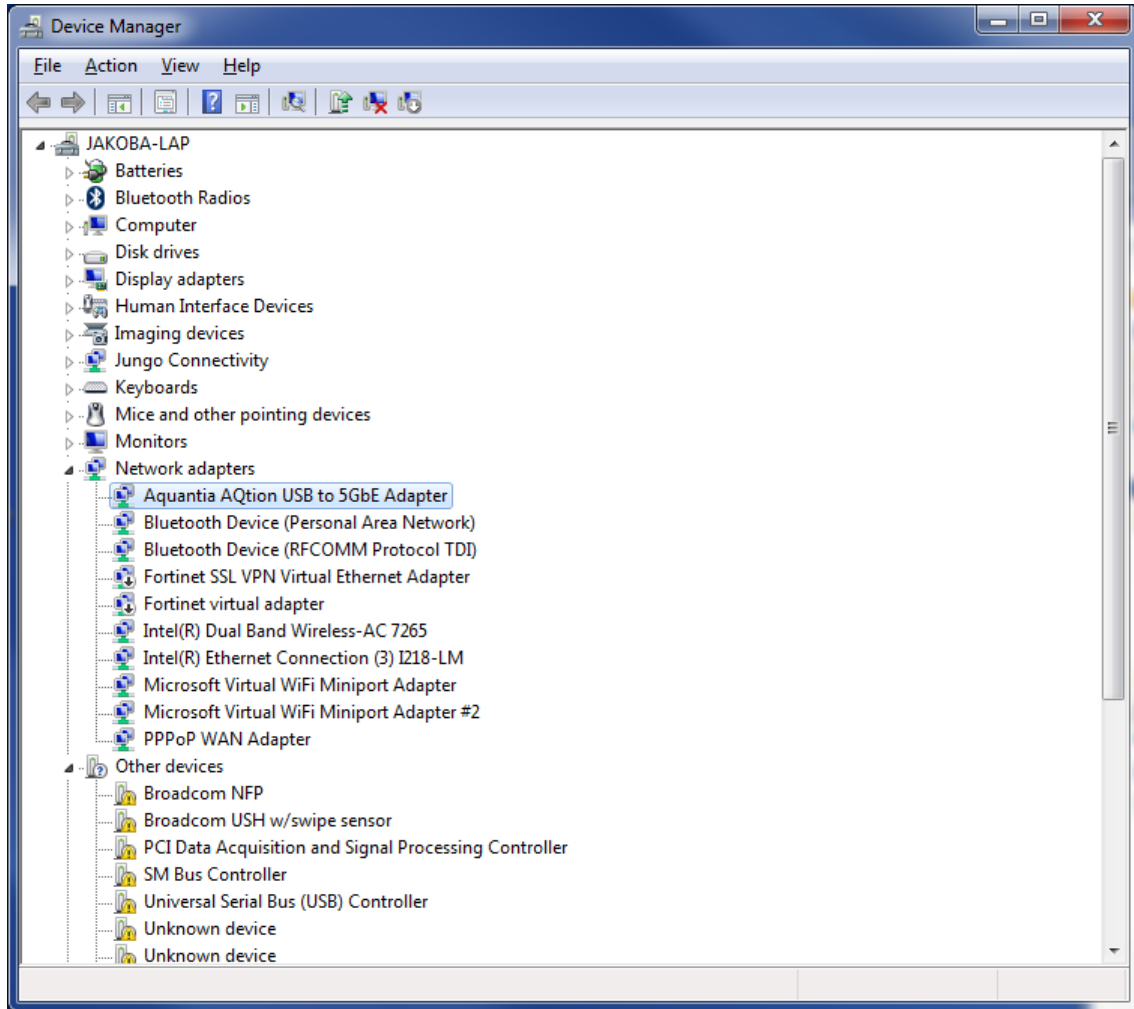 Device Manager
File Action View Help
JAKOBA-LAP
Batteries
Bluetooth Radios
Computer
Disk drives
Display adapters
Human Interface Devices
Imaging devices
Jungo Connectivity
Keyboards
Mice and other pointing devices
Monitors
Network adapters
Aquantia AQtion USB to 5GbE Adapter
Bluetooth Device (Personal Area Network)
Bluetooth Device (RFCOMM Protocol TDI)
Fortinet SSL VPN Virtual Ethernet Adapter
Fortinet virtual adapter
Intel(R) Dual Band Wireless-AC 7265
Intel(R) Ethernet Connection (3) I218-LM
Microsoft Virtual WiFi Miniport Adapter
Microsoft Virtual WiFi Miniport Adapter #2
PPPoP WAN Adapter
Other devices
Broadcom NFP
Broadcom USH w/swipe sensor
PCI Data Acquisition and Signal Processing Controller
SM Bus Controller
Universal Serial Bus (USB) Controller
Unknown device
Unknown device